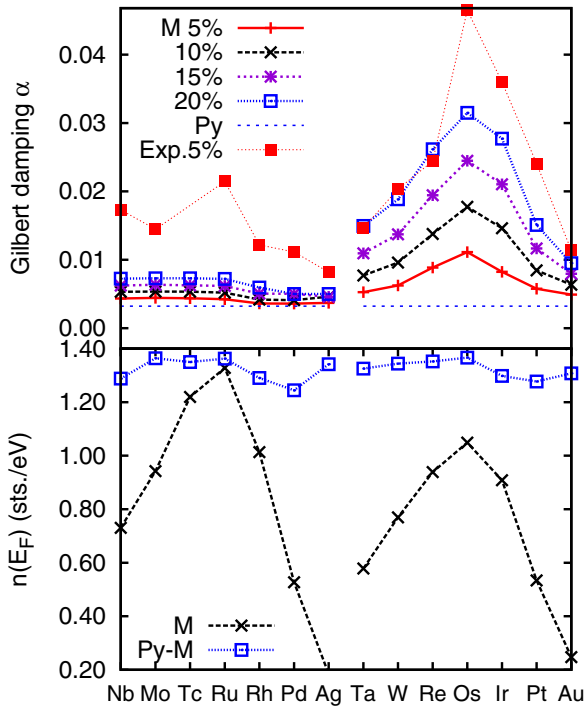 Gilbert damping α
0.04
0.03
0.02
0.01
0.00
M 5%
10%
15%
20%
Py
Exp.5%
n(E_F) (sts./eV)
1.40
1.20
1.00
0.80
0.60
0.40
0.20
M
Py-M
Nb Mo Tc Ru Rh Pd Ag Ta W Re Os Ir Pt Au